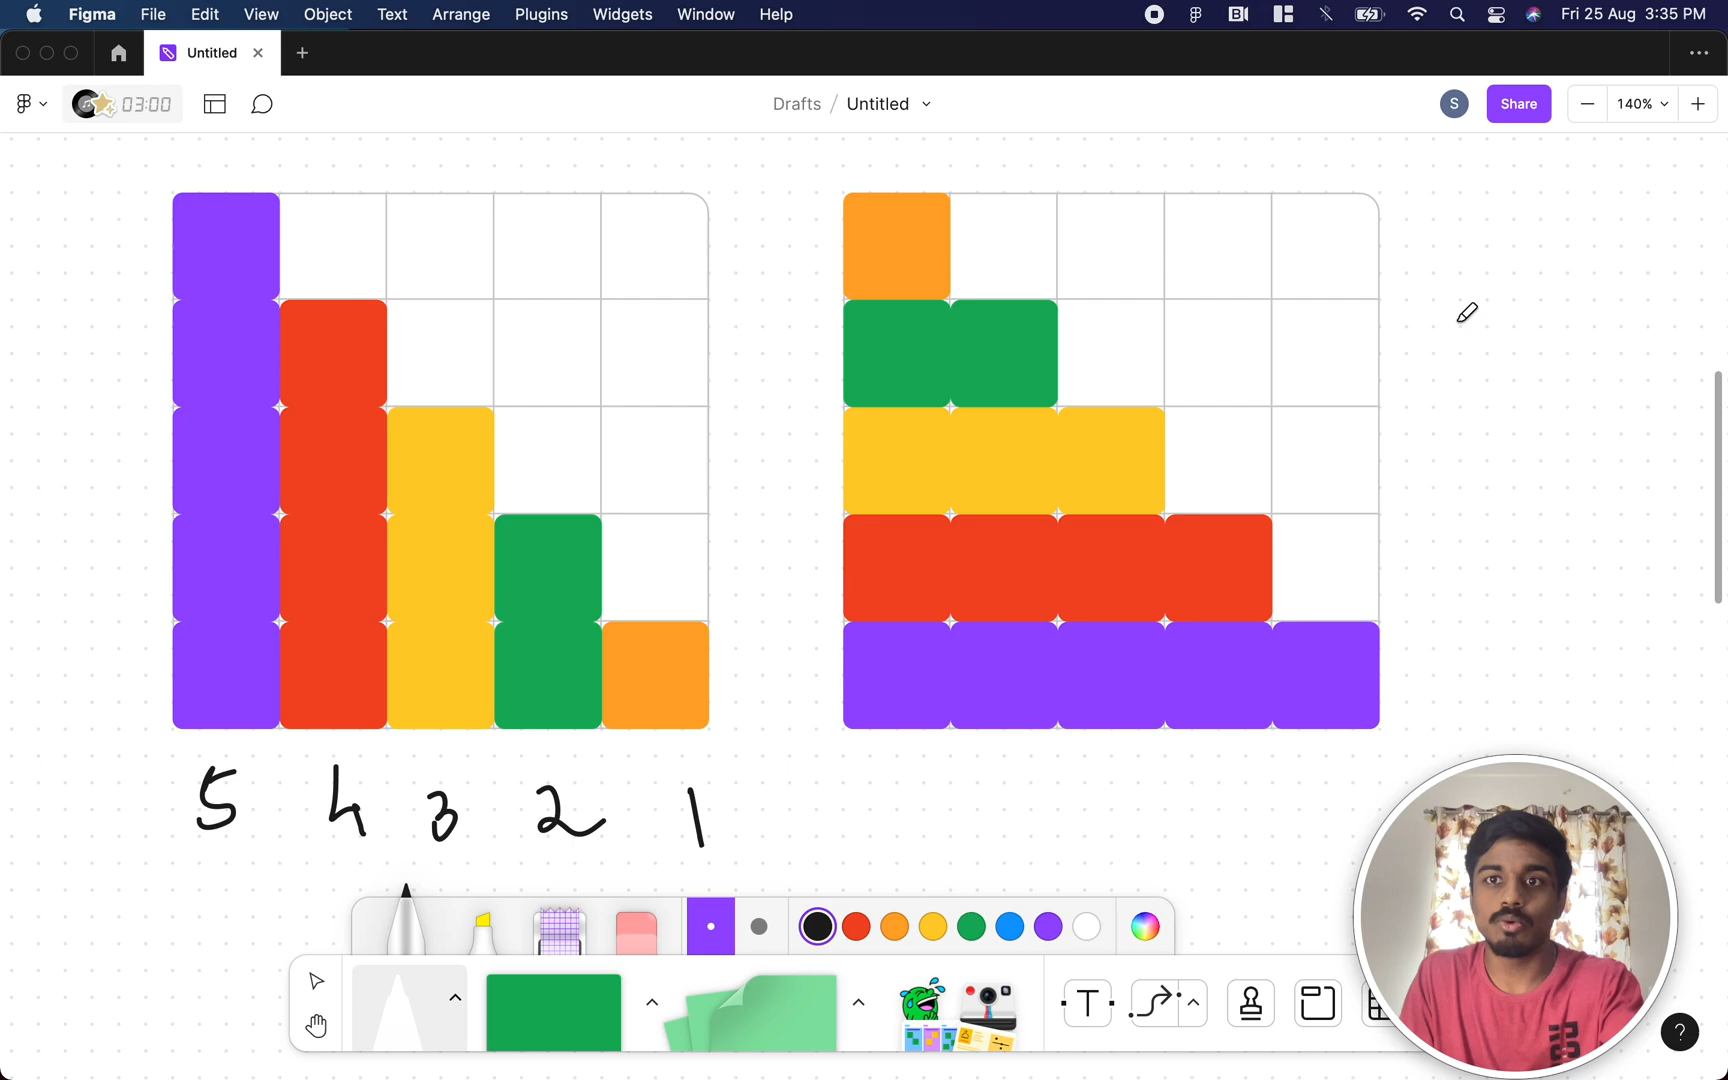 Figma File Edit View Object Text Arrange Plugins Widgets Window Help Fri 25 Aug 3:35 PM
Untitled
03:00 Drafts / Untitled S Share 140%
5 4 3 2 1
T
?